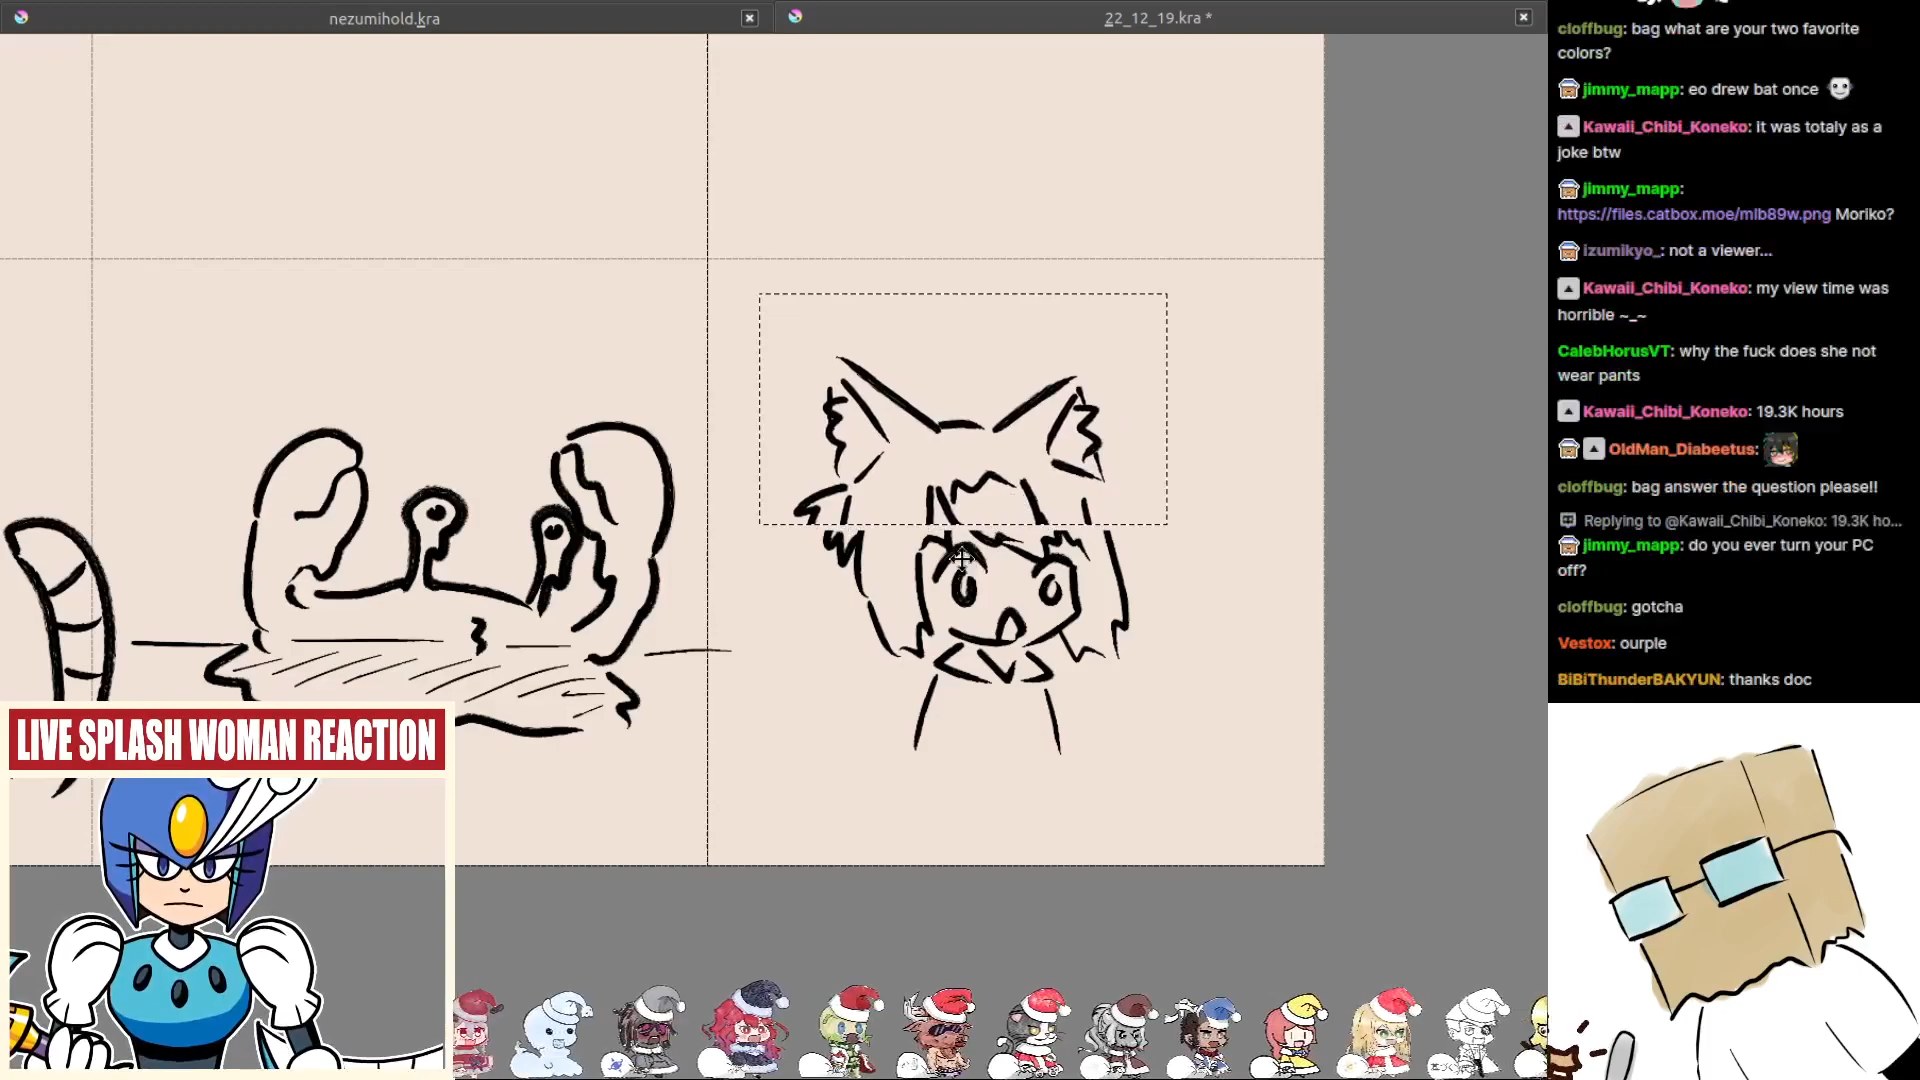 nezumihold.kra
22_12_19.kra *
cloffbug: bag what are your two favorite
colors?
jimmy_mapp: eo drew bat once
Kawaii_Chibi_Koneko: it was totaly as a
joke btw
jimmy_mapp:
https://files.catbox.moe/mlb89w.png Moriko?
izumikyo_: not a viewer...
Kawaii_Chibi_Koneko: my view time was
horrible ~_~
CalebHorusVT: why the fuck does she not
wear pants
Kawaii_Chibi_Koneko: 19.3K hours
OldMan_Diabeetus:
cloffbug: bag answer the question please!!
Replying to @Kawaii_Chibi_Koneko: 19.3K ho...
jimmy_mapp: do you ever turn your PC
off?
cloffbug: gotcha
Vestox: ourple
BiBiThunderBAKYUN: thanks doc
LIVE SPLASH WOMAN REACTION